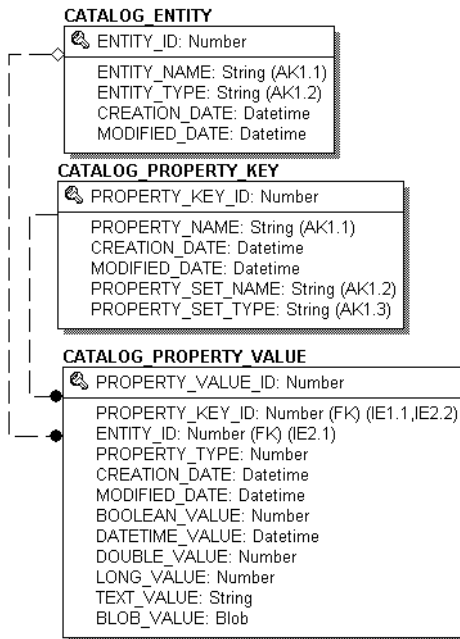 CATALOG_ENTITY
ENTITY_ID: Number
ENTITY_NAME: String (AK1.1)
ENTITY_TYPE: String (AK1.2)
CREATION_DATE: Datetime
MODIFIED_DATE: Datetime
CATALOG_PROPERTY_KEY
PROPERTY_KEY_ID: Number
PROPERTY_NAME: String (AK1.1)
CREATION_DATE: Datetime
MODIFIED_DATE: Datetime
PROPERTY_SET_NAME: String (AK1.2)
PROPERTY_SET_TYPE: String (AK1.3)
CATALOG_PROPERTY_VALUE
PROPERTY_VALUE_ID: Number
PROPERTY_KEY_ID: Number (FK) (IE1.1,IE2.2)
ENTITY_ID: Number (FK) (IE2.1)
PROPERTY_TYPE: Number
CREATION_DATE: Datetime
MODIFIED_DATE: Datetime
BOOLEAN_VALUE: Number
DATETIME_VALUE: Datetime
DOUBLE_VALUE: Number
LONG_VALUE: Number
TEXT_VALUE: String
BLOB_VALUE: Blob